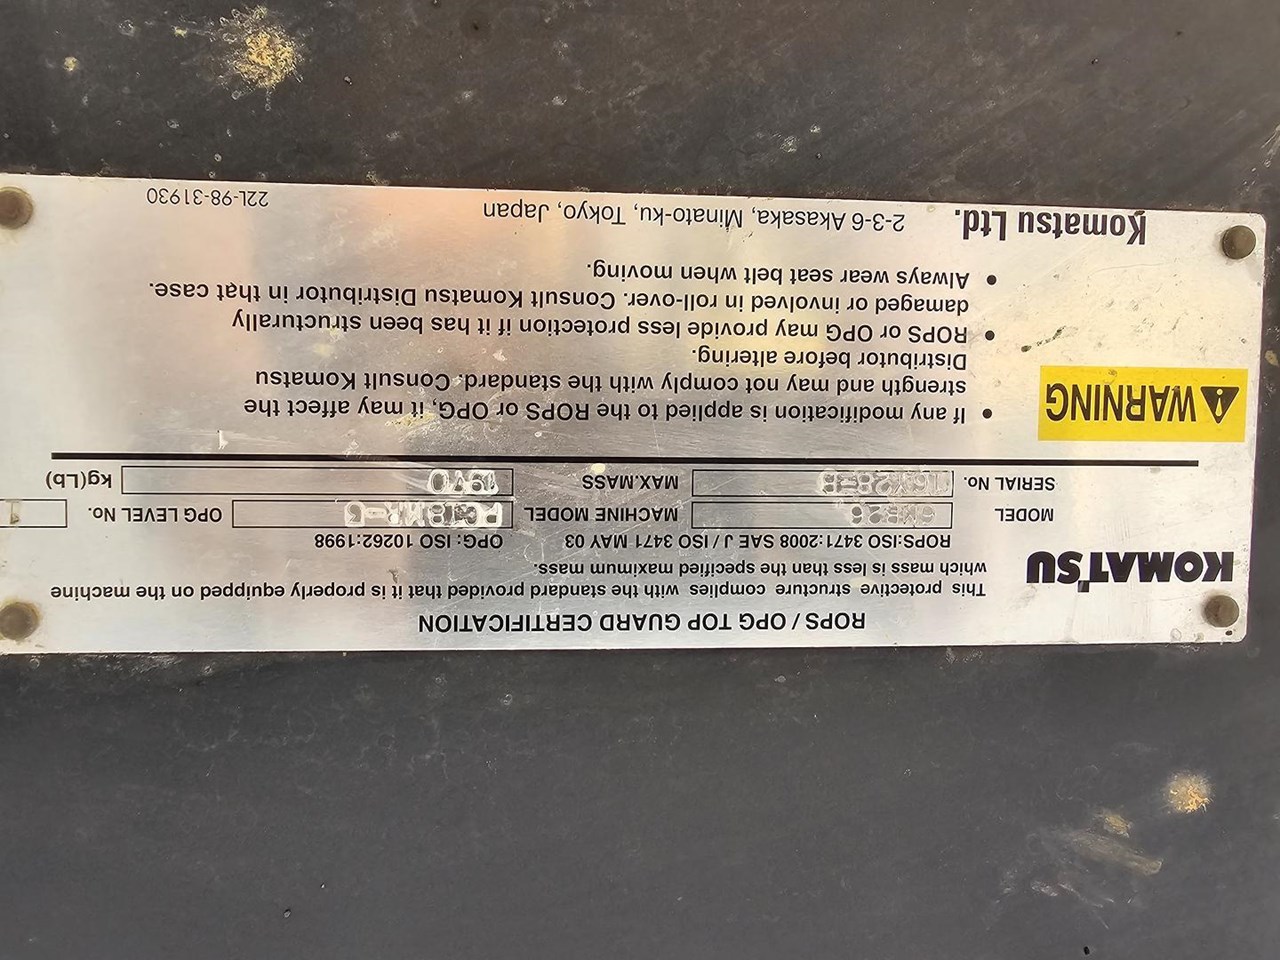 ROPS / OPG TOP GUARD CERTIFICATION
KOMATSU
This protective structure complies with the standard provided that it is properly equipped on the machine
which mass is less than the specified maximum mass.
ROPS:ISO 3471:2008 SAE J / ISO 3471 MAY 03 OPG: ISO 10262:1998
MODEL MACHINE MODEL OPG LEVEL No.
SERIAL No. MAX.MASS kg(Lb)
WARNING
• If any modification is applied to the ROPS or OPG, it may affect the
strength and may not comply with the standard. Consult Komatsu
Distributor before altering.
• ROPS or OPG may provide less protection if it has been structurally
damaged or involved in roll-over. Consult Komatsu Distributor in that case.
• Always wear seat belt when moving.
Komatsu Ltd. 2-3-6 Akasaka, Minato-ku, Tokyo, Japan 22L-98-31930